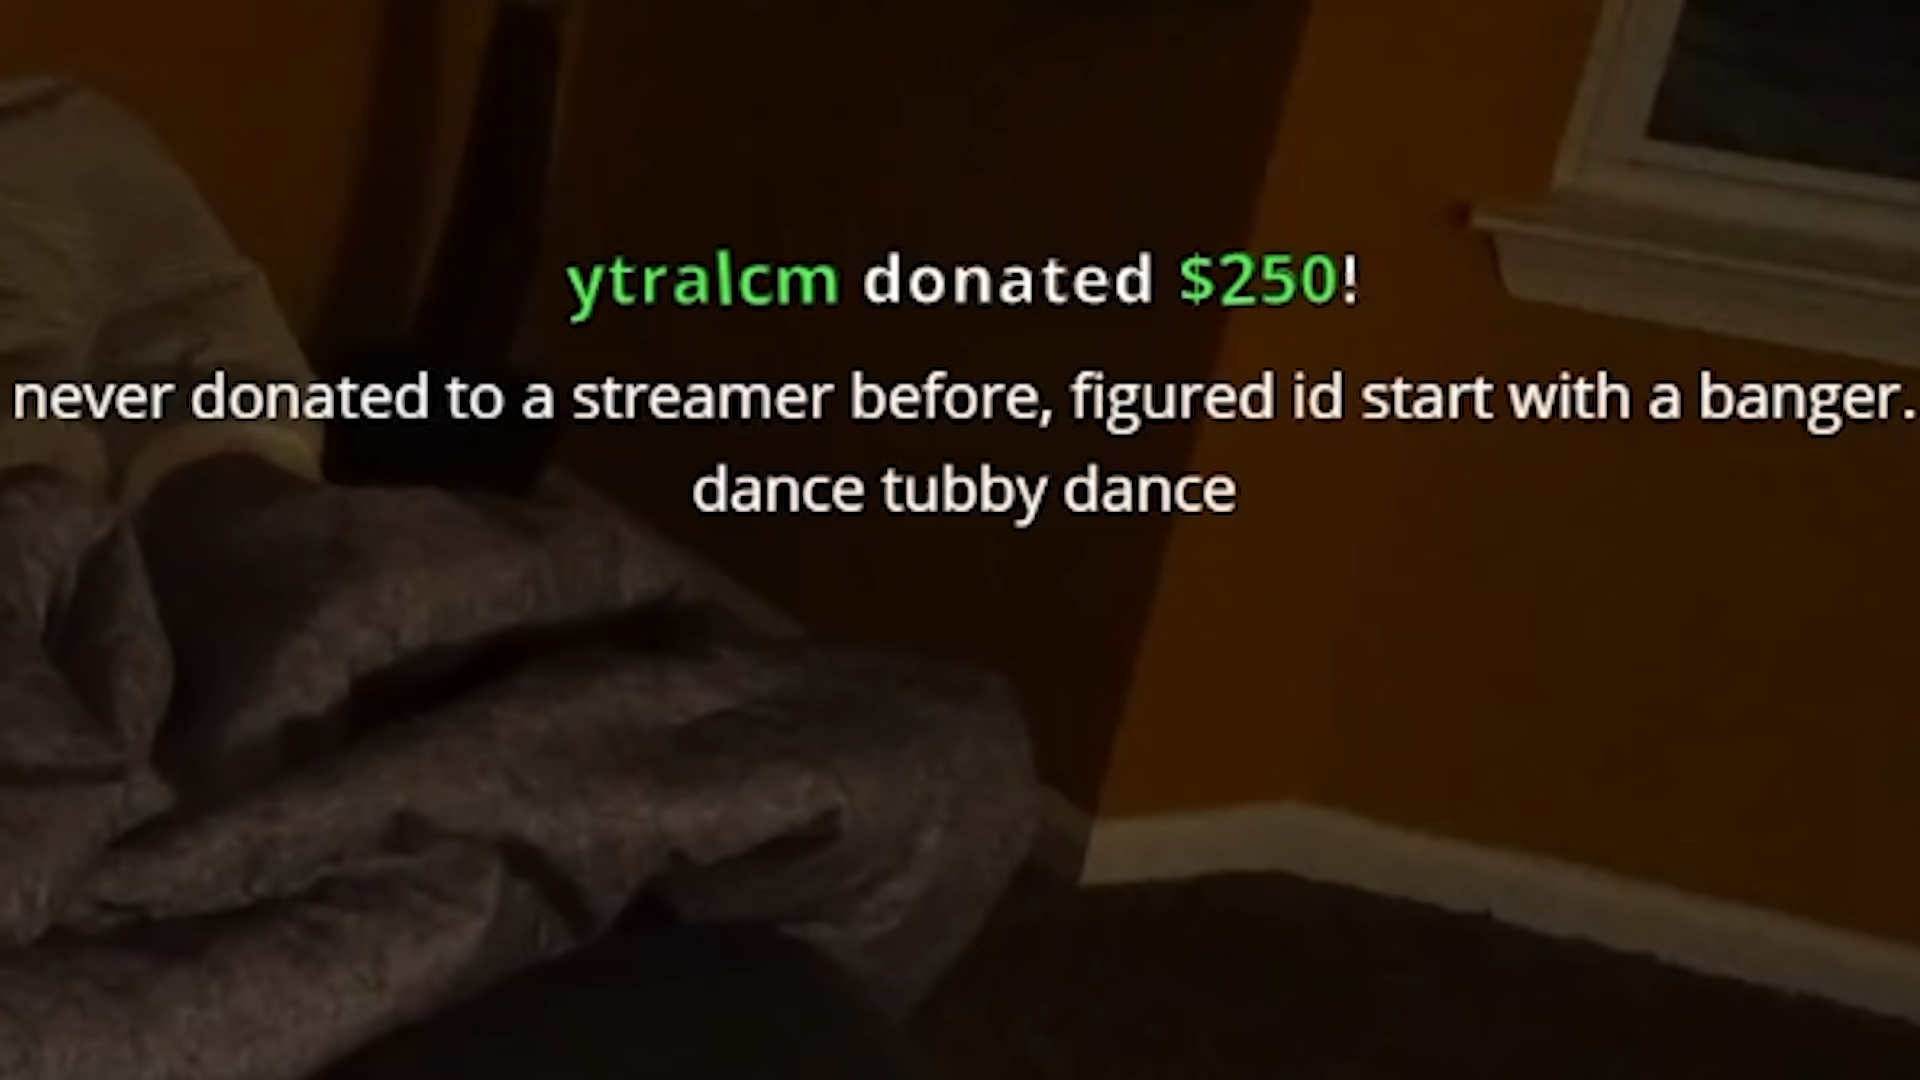 ytralcm donated $250!
never donated to a streamer before, figured id start with a banger.
dance tubby dance